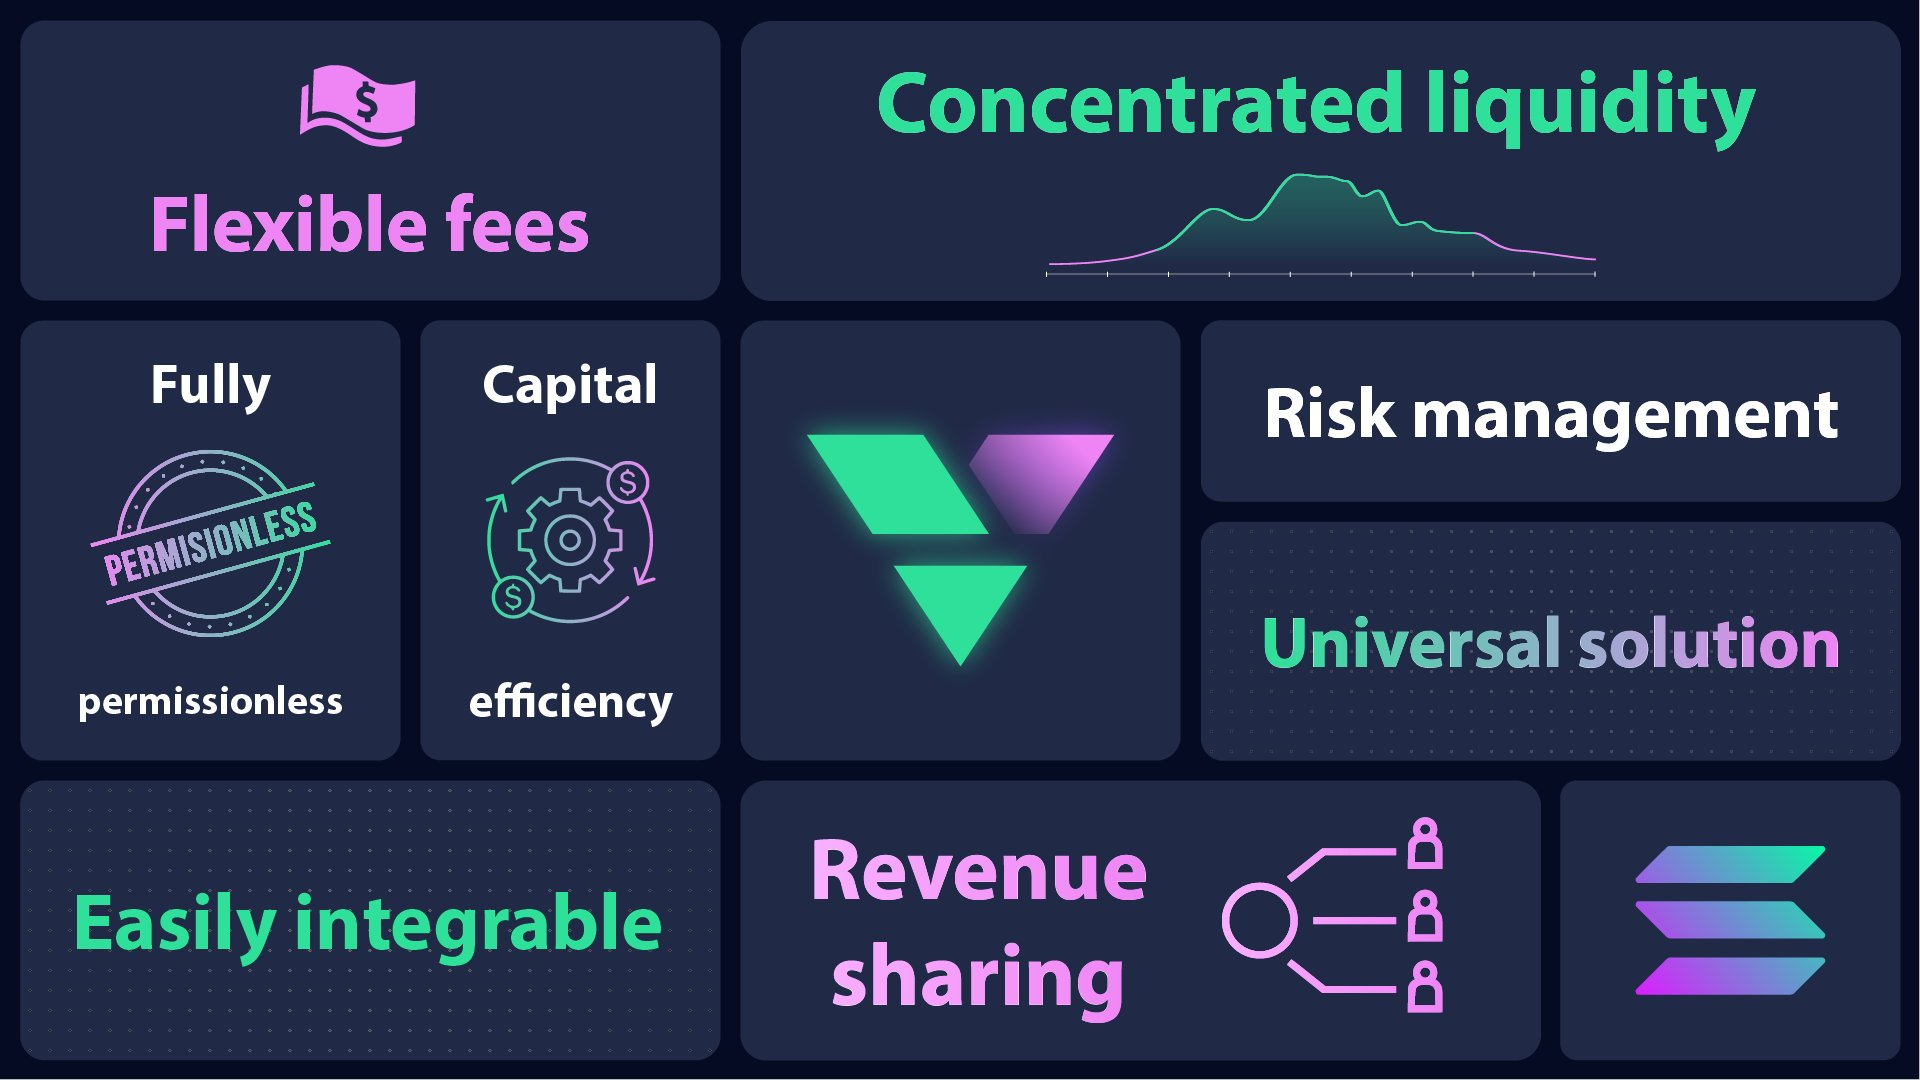 Flexible fees
Concentrated liquidity
Fully
PERMISIONLESS
permissionless
Capital
$
$
efficiency
Risk management
Universal solution
Easily integrable
Revenue
sharing
$